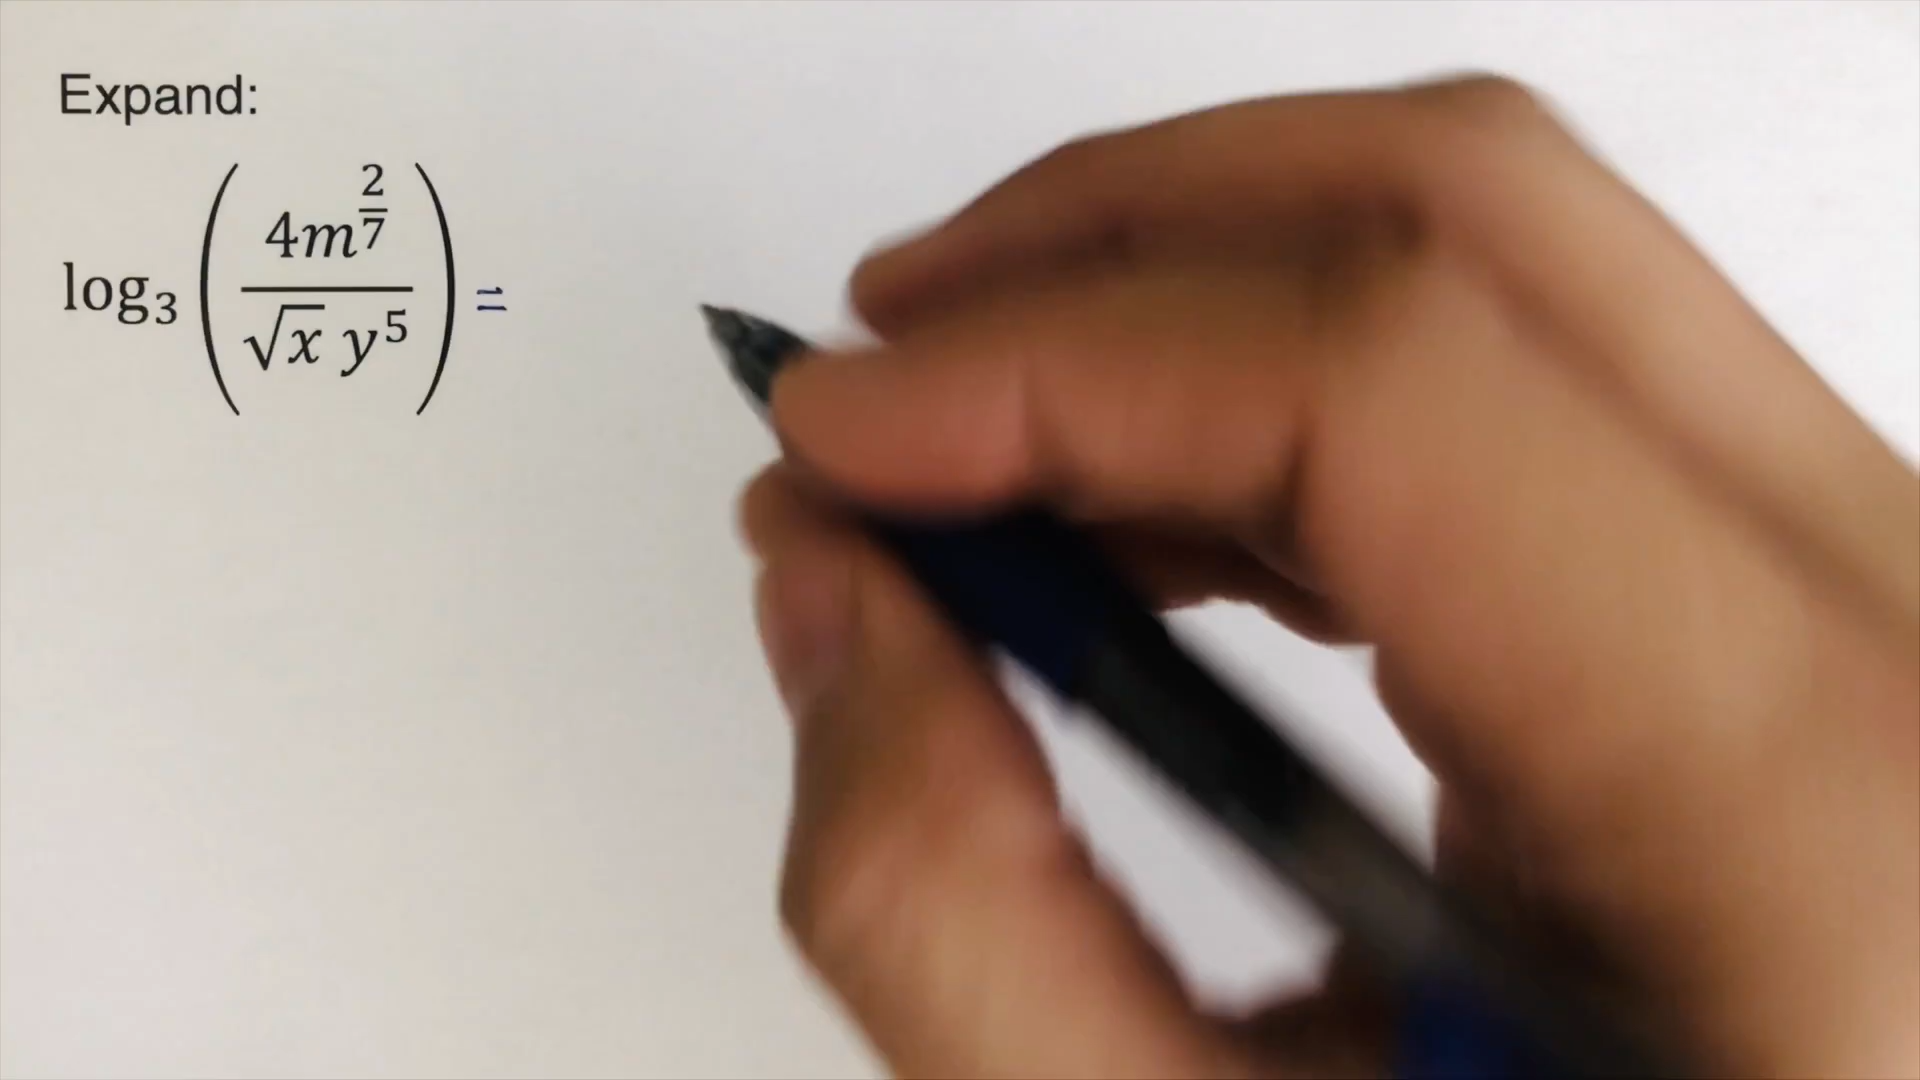 Expand:
log₃ (4m^(2/7) / (√x y⁵)) =